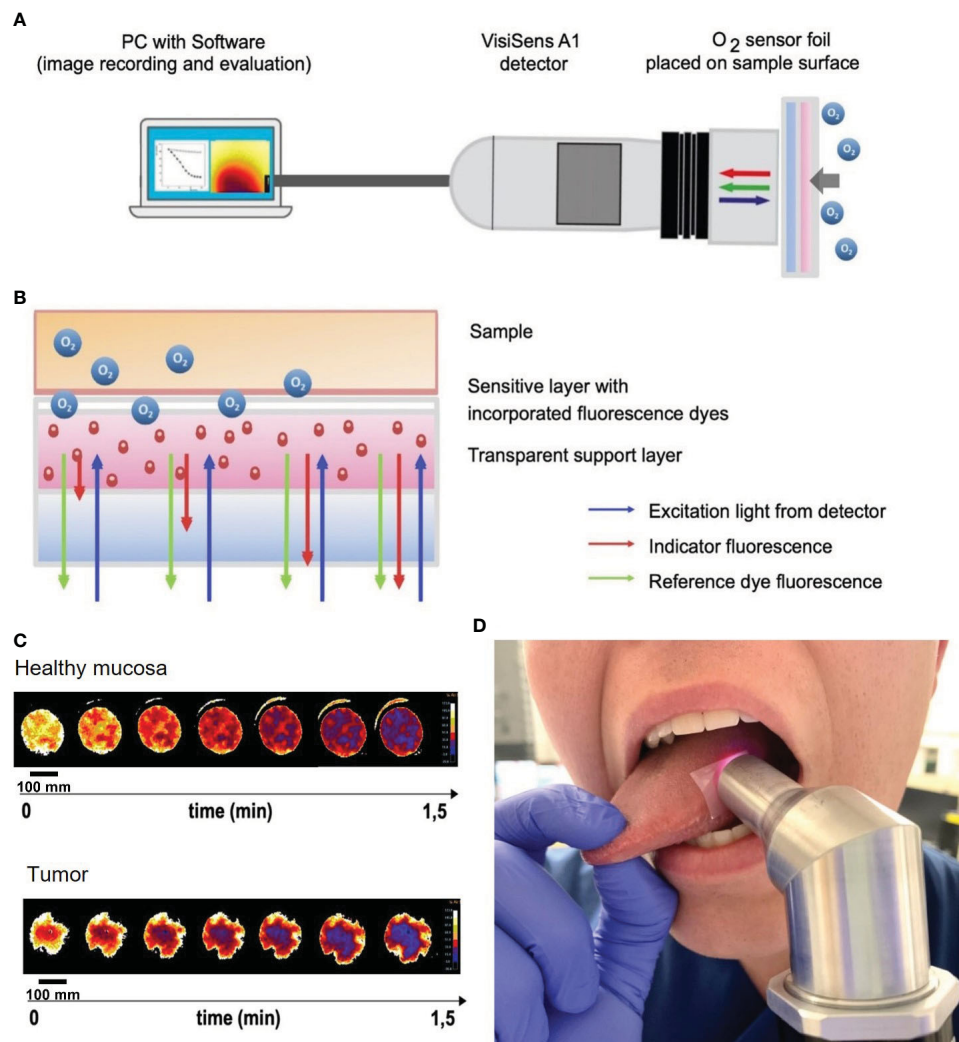 A
PC with Software
(image recording and evaluation)
VisiSens A1
detector
O2 sensor foil
placed on sample surface
O2
O2
O2
O2
B
O2
O2
O2
O2
O2
O2
O2
Sample
Sensitive layer with
incorporated fluorescence dyes
Transparent support layer
Excitation light from detector
Indicator fluorescence
Reference dye fluorescence
C
Healthy mucosa
100 mm
0
time (min)
1,5
Tumor
100 mm
0
time (min)
1,5
D